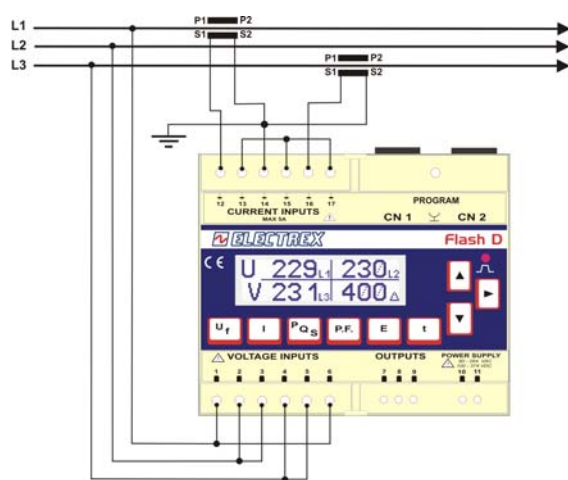 L1
P1 P2
S1 S2
L2
L3
P1 P2
S1 S2
12 13 14 15 16 17
CURRENT INPUTS
MAX 5A
PROGRAM
CN 1 CN 2
ELECTREX
Flash D
CE
U 229 L1 230 L2
V 231 L3 400 Δ
Uf I PQS P.F. E t
VOLTAGE INPUTS OUTPUTS POWER SUPPLY
1 2 3 4 5 6 7 8 9 10 11